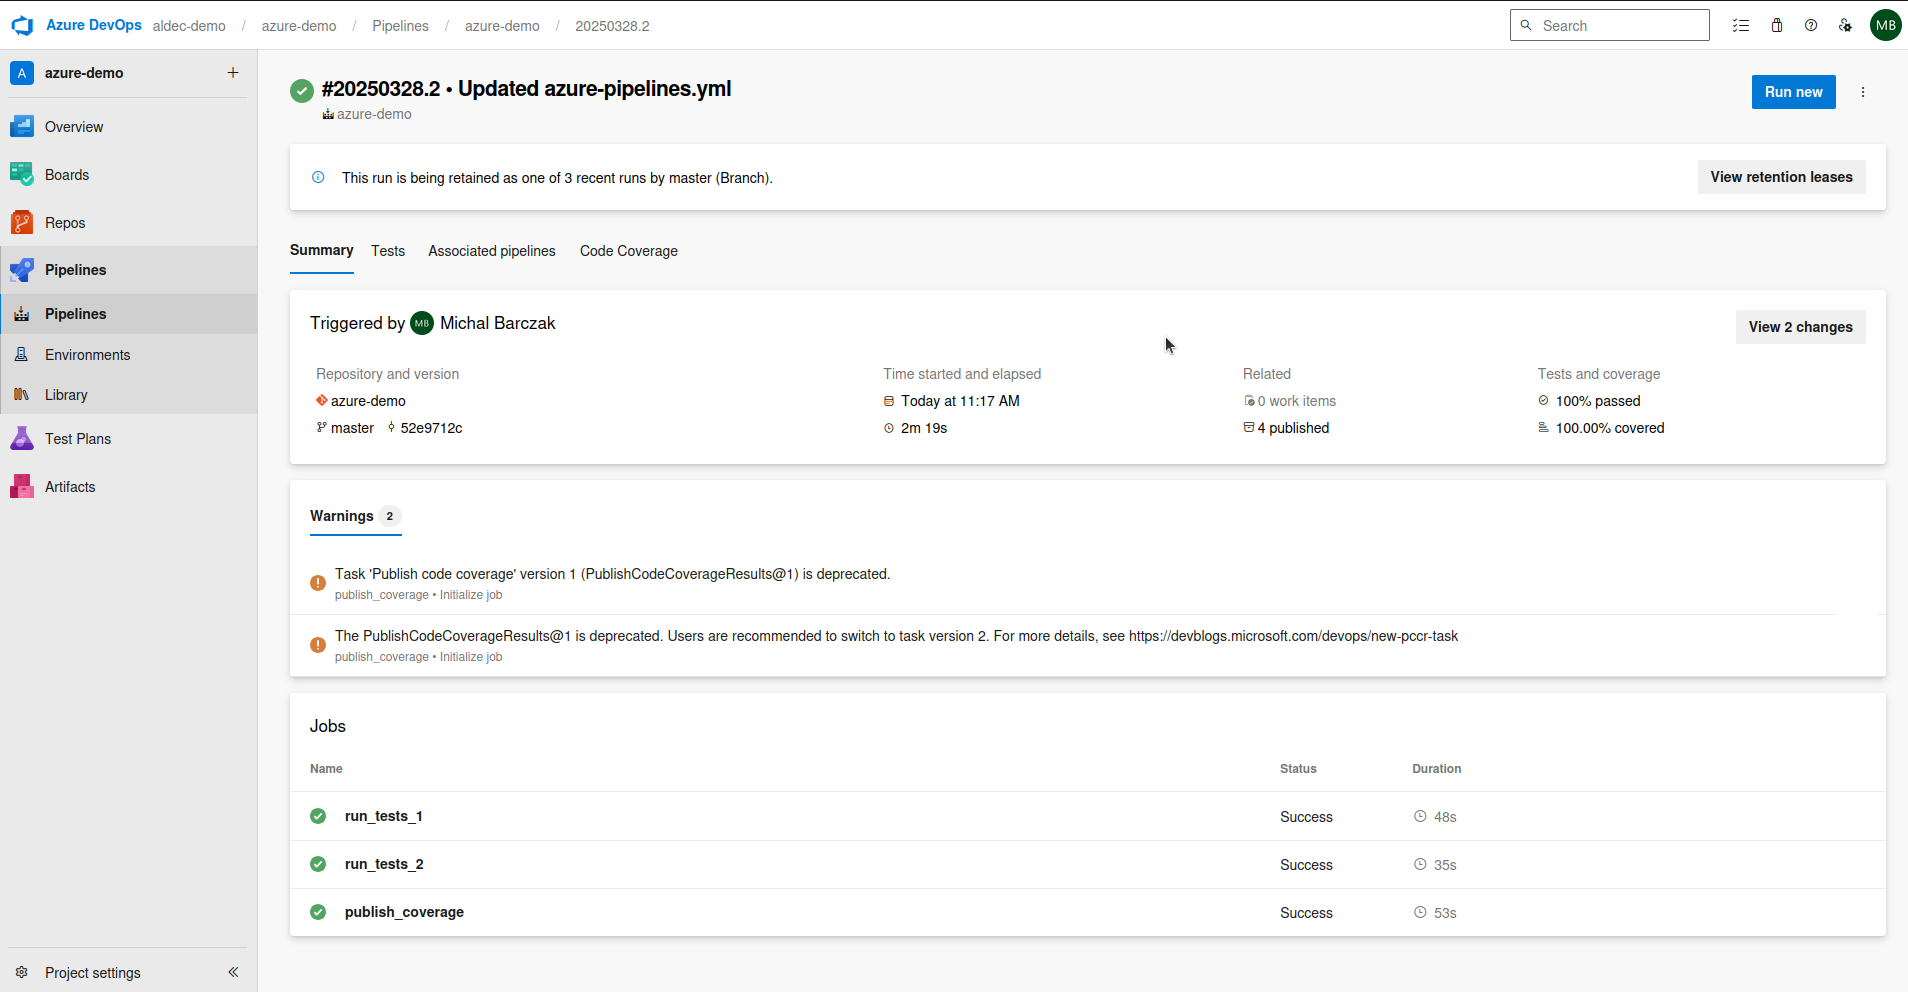 Azure DevOps aldec-demo / azure-demo / Pipelines / azure-demo / 20250328.2
Search
MB
A azure-demo +
Overview
Boards
Repos
Pipelines
Pipelines
Environments
Library
Test Plans
Artifacts
Project settings
#20250328.2 • Updated azure-pipelines.yml
azure-demo
Run new
This run is being retained as one of 3 recent runs by master (Branch).
View retention leases
Summary Tests Associated pipelines Code Coverage
Triggered by MB Michal Barczak
View 2 changes
Repository and version Time started and elapsed Related Tests and coverage
azure-demo Today at 11:17 AM 0 work items 100% passed
master 52e9712c 2m 19s 4 published 100.00% covered
Warnings 2
Task 'Publish code coverage' version 1 (PublishCodeCoverageResults@1) is deprecated.
publish_coverage • Initialize job
The PublishCodeCoverageResults@1 is deprecated. Users are recommended to switch to task version 2. For more details, see https://devblogs.microsoft.com/devops/new-pccr-task
publish_coverage • Initialize job
Jobs
Name Status Duration
run_tests_1 Success 48s
run_tests_2 Success 35s
publish_coverage Success 53s